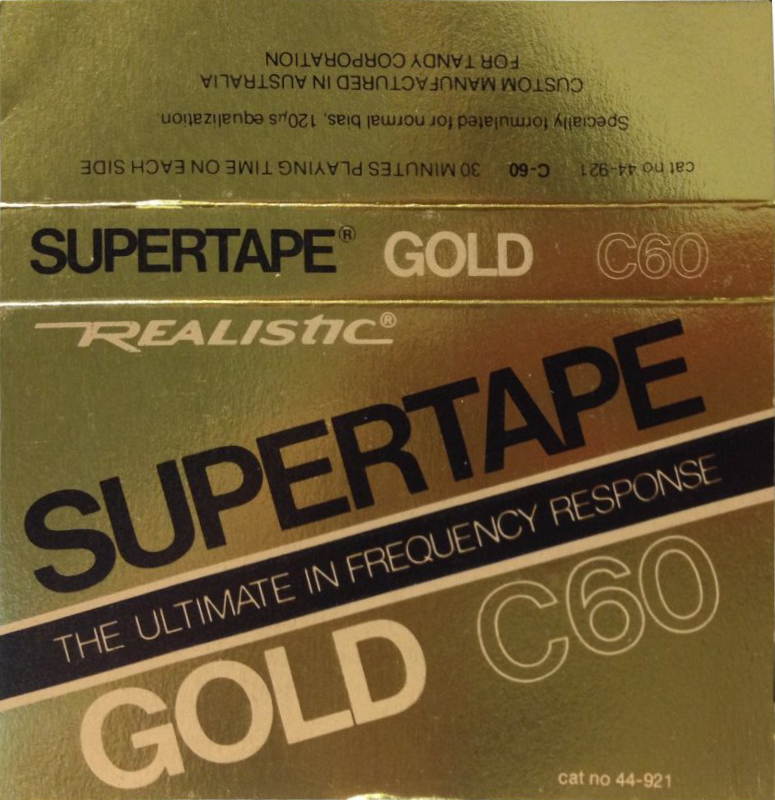 cat no 44-921 C-60 30 MINUTES PLAYING TIME ON EACH SIDE
Specially formulated for normal bias, 120µs equalization
CUSTOM MANUFACTURED IN AUSTRALIA
FOR TANDY CORPORATION
SUPERTAPE® GOLD C60
REALISTIC®
SUPERTAPE
THE ULTIMATE IN FREQUENCY RESPONSE
GOLD C60
cat no 44-921